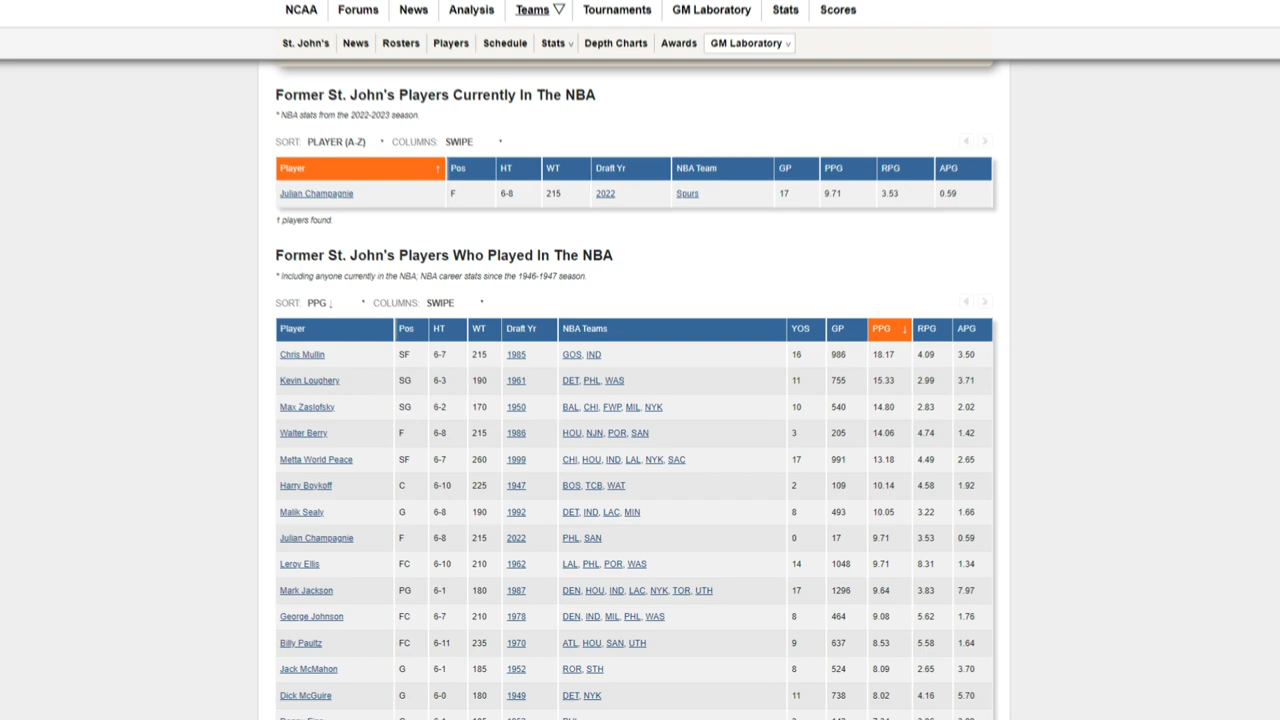 NCAA Forums News Analysis Teams Tournaments GM Laboratory Stats Scores
St. John's News Rosters Players Schedule Stats Depth Charts Awards GM Laboratory
Former St. John's Players Currently In The NBA
* NBA stats from the 2022-2023 season.
SORT: PLAYER (A-Z) COLUMNS: SWIPE
Player ↑ Pos HT WT Draft Yr NBA Team GP PPG RPG APG
Julian Champagnie F 6-8 215 2022 Spurs 17 9.71 3.53 0.59
1 players found.
Former St. John's Players Who Played In The NBA
* Including anyone currently in the NBA; NBA career stats since the 1946-1947 season.
SORT: PPG ↓ COLUMNS: SWIPE
Player Pos HT WT Draft Yr NBA Teams YOS GP PPG ↓ RPG APG
Chris Mullin SF 6-7 215 1985 GOS, IND 16 986 18.17 4.09 3.50
Kevin Loughery SG 6-3 190 1961 DET, PHL, WAS 11 755 15.33 2.99 3.71
Max Zaslofsky SG 6-2 170 1950 BAL, CHI, FWP, MIL, NYK 10 540 14.80 2.83 2.02
Walter Berry F 6-8 215 1986 HOU, NJN, POR, SAN 3 205 14.06 4.74 1.42
Metta World Peace SF 6-7 260 1999 CHI, HOU, IND, LAL, NYK, SAC 17 991 13.18 4.49 2.65
Harry Boykoff C 6-10 225 1947 BOS, TCB, WAT 2 109 10.14 4.58 1.92
Malik Sealy G 6-8 190 1992 DET, IND, LAC, MIN 8 493 10.05 3.22 1.66
Julian Champagnie F 6-8 215 2022 PHL, SAN 0 17 9.71 3.53 0.59
Leroy Ellis FC 6-10 210 1962 LAL, PHL, POR, WAS 14 1048 9.71 8.31 1.34
Mark Jackson PG 6-1 180 1987 DEN, HOU, IND, LAC, NYK, TOR, UTH 17 1296 9.64 3.83 7.97
George Johnson FC 6-7 210 1978 DEN, IND, MIL, PHL, WAS 8 464 9.08 5.62 1.76
Billy Paultz FC 6-11 235 1970 ATL, HOU, SAN, UTH 9 637 8.53 5.58 1.64
Jack McMahon G 6-1 185 1952 ROR, STH 8 524 8.09 2.65 3.70
Dick McGuire G 6-0 180 1949 DET, NYK 11 738 8.02 4.16 5.70